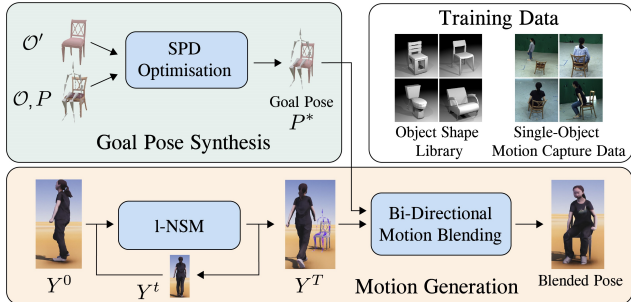 𝒪′
𝒪, P
SPD
Optimisation
Goal Pose
P*
Goal Pose Synthesis
Training Data
Object Shape
Library
Single-Object
Motion Capture Data
Y⁰
l-NSM
Yᵗ
Yᵀ
Bi-Directional
Motion Blending
Motion Generation
Blended Pose